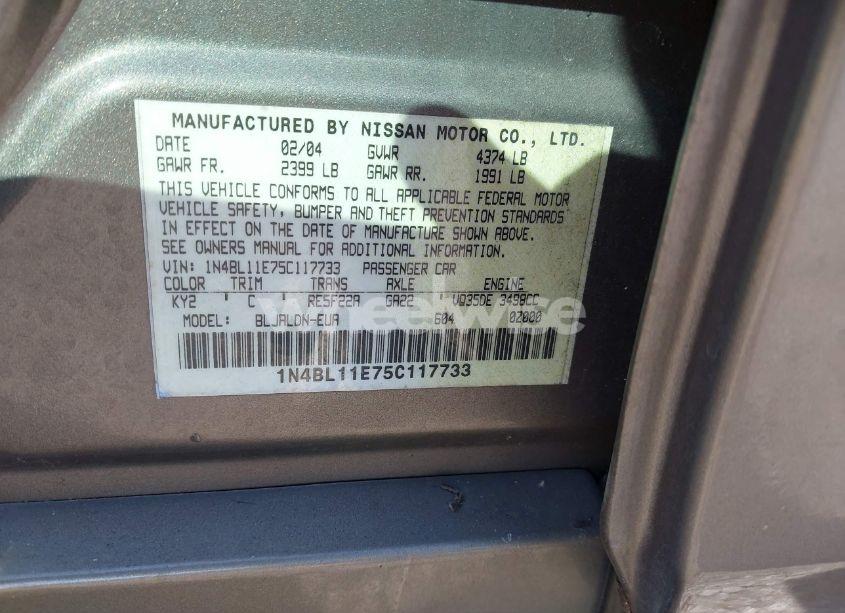 MANUFACTURED BY NISSAN MOTOR CO., LTD.
DATE 02/04 GVWR 4374 LB
GAWR FR. 2399 LB GAWR RR. 1991 LB
THIS VEHICLE CONFORMS TO ALL APPLICABLE FEDERAL MOTOR
VEHICLE SAFETY, BUMPER AND THEFT PREVENTION STANDARDS
IN EFFECT ON THE DATE OF MANUFACTURE SHOWN ABOVE.
SEE OWNERS MANUAL FOR ADDITIONAL INFORMATION.
VIN: 1N4BL11E75C117733 PASSENGER CAR
COLOR TRIM TRANS AXLE ENGINE
KY2 ' C RE5F22A GA22 VQ35DE 3498CC
MODEL: BLJALDN-EUA 604 0Z000
1N4BL11E75C117733
wheelwise